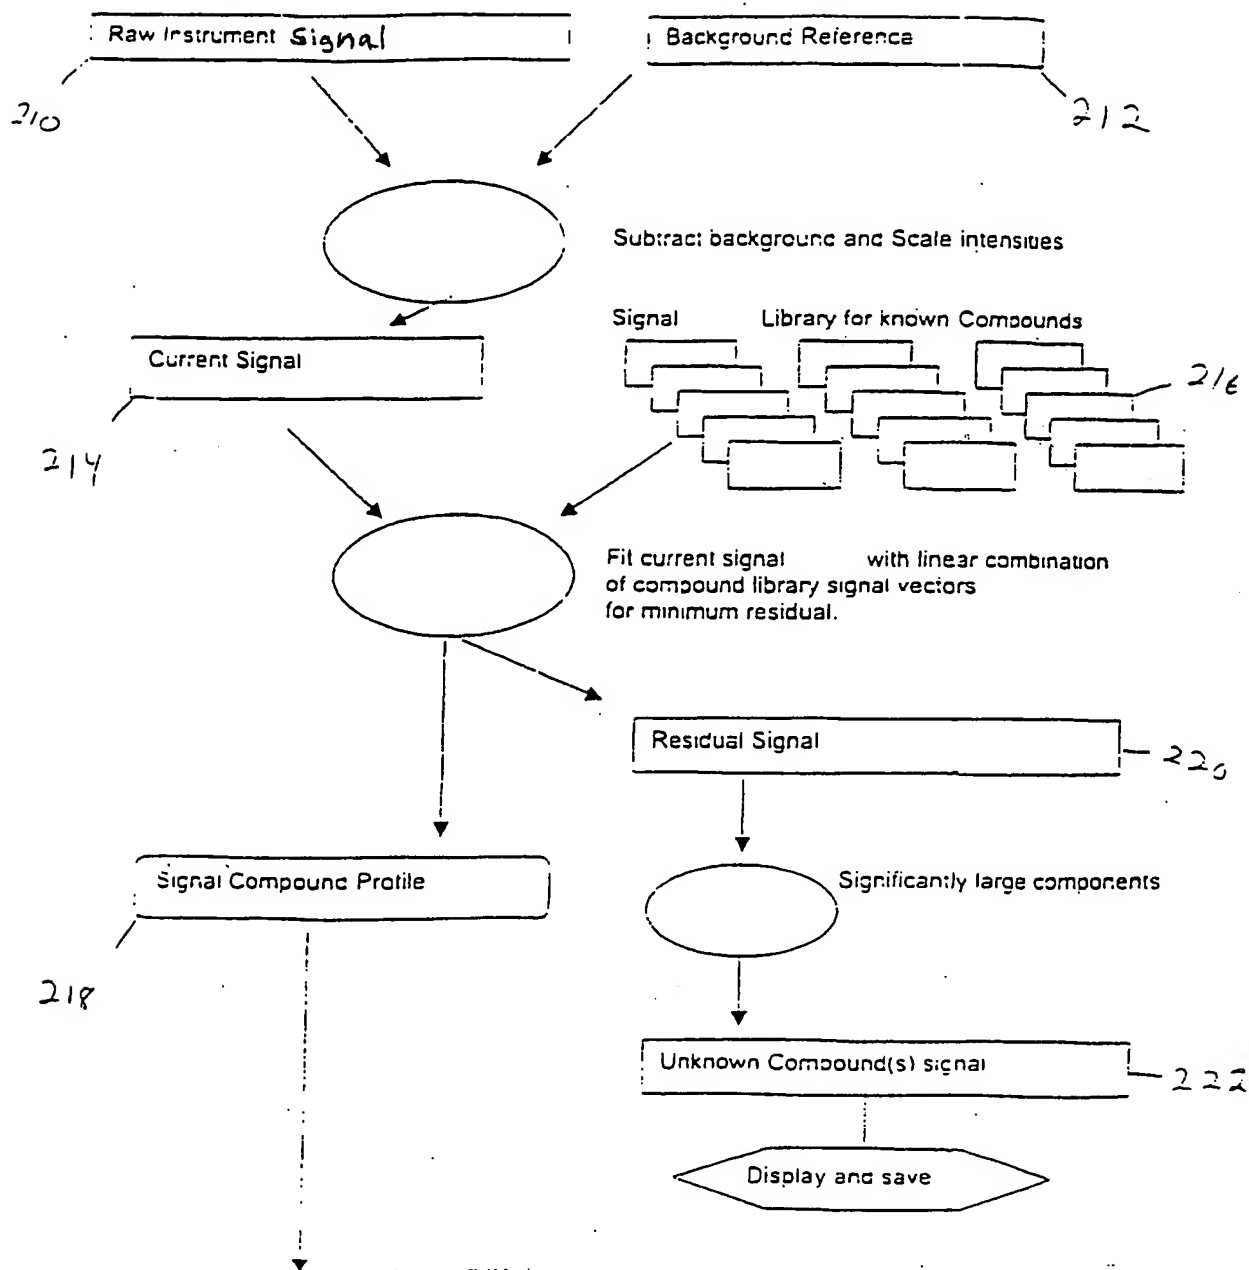 Raw Instrument Signal
Background Reference
210
212
Subtract background and Scale intensities
Signal Library for known Compounds
Current Signal
216
214
Fit current signal with linear combination
of compound library signal vectors
for minimum residual.
Residual Signal
220
Signal Compound Profile
Significantly large components
218
Unknown Compound(s) signal
222
Display and save